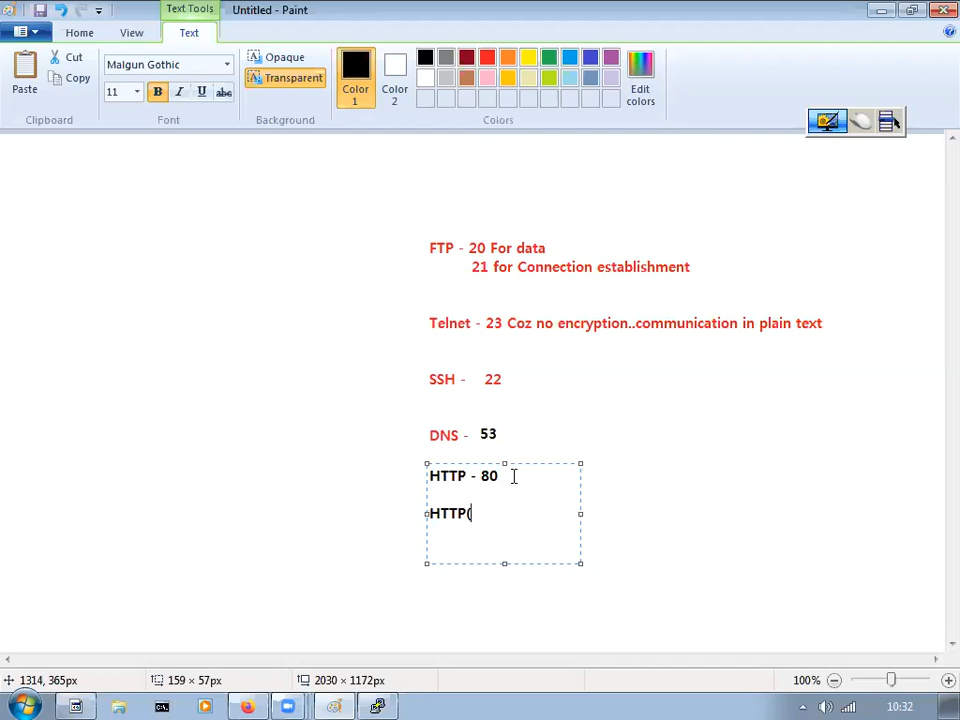 Text Tools
Untitled - Paint
Home
View
Text
Paste
Cut
Copy
Clipboard
Malgun Gothic
11
B
I
U
abc
Font
Opaque
Transparent
Background
Color
1
Color
2
Edit
colors
Colors
FTP - 20 For data
21 for Connection establishment
Telnet - 23 Coz no encryption..communication in plain text
SSH - 22
DNS - 53
HTTP - 80
HTTP(
1314, 365px
159 × 57px
2030 × 1172px
100%
10:32